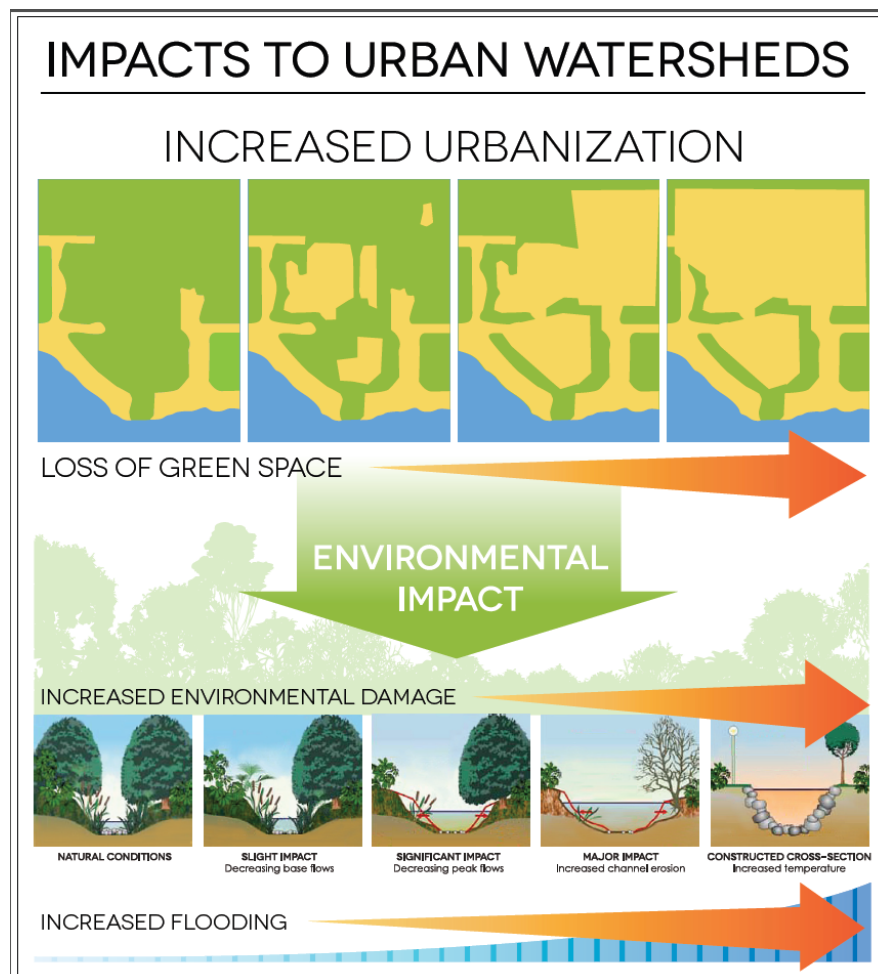 IMPACTS TO URBAN WATERSHEDS
INCREASED URBANIZATION
LOSS OF GREEN SPACE
ENVIRONMENTAL
IMPACT
INCREASED ENVIRONMENTAL DAMAGE
NATURAL CONDITIONS
SLIGHT IMPACT
Decreasing base flows
SIGNIFICANT IMPACT
Decreasing peak flows
MAJOR IMPACT
Increased channel erosion
CONSTRUCTED CROSS-SECTION
Increased temperature
INCREASED FLOODING